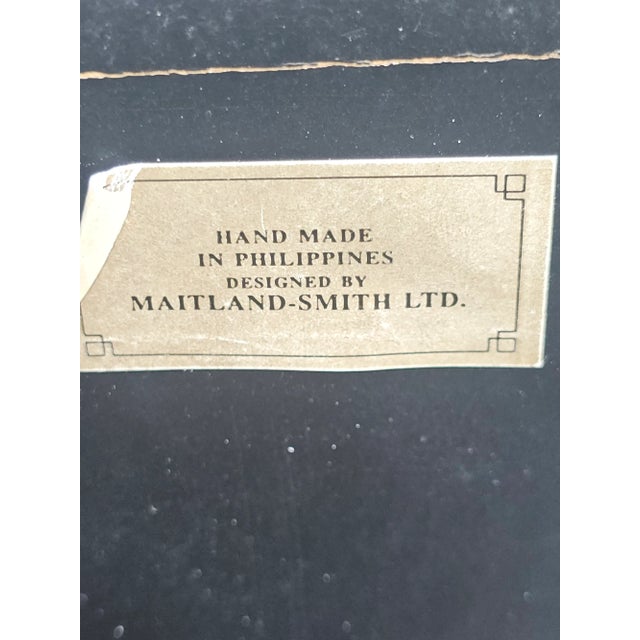 HAND MADE
IN PHILIPPINES
DESIGNED BY
MAITLAND-SMITH LTD.